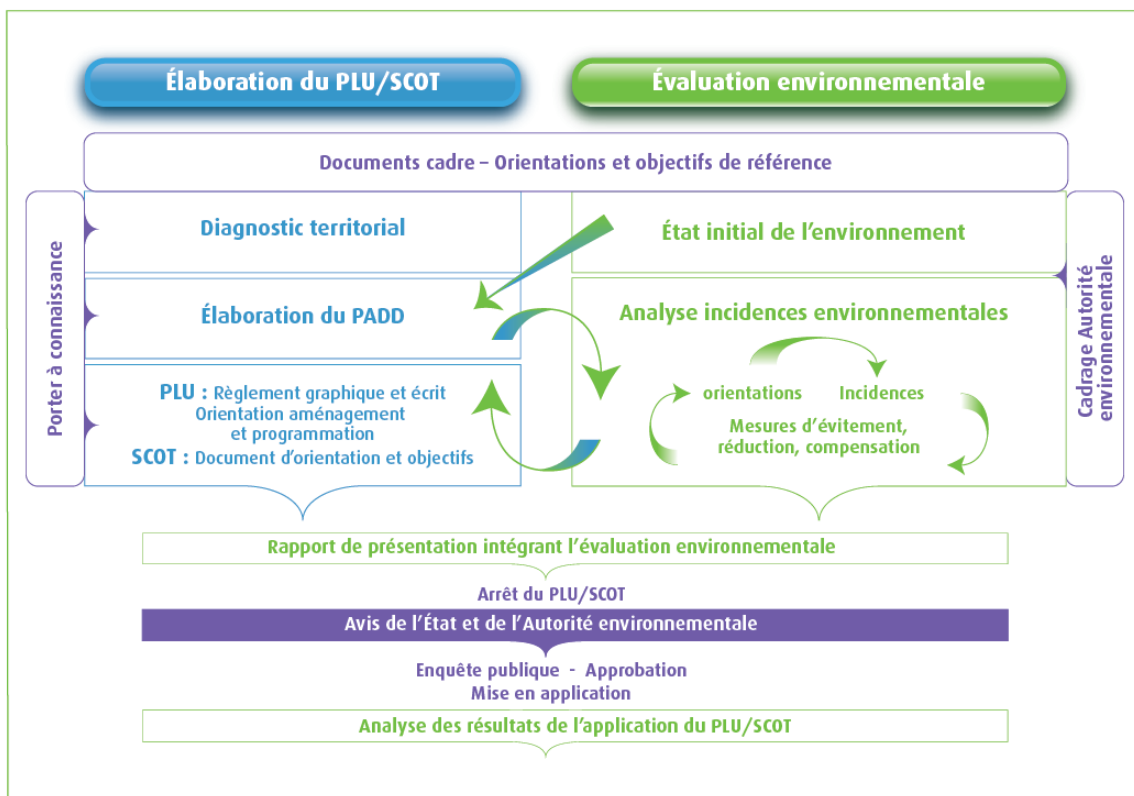 Élaboration du PLU/SCOT
Évaluation environnementale
Documents cadre – Orientations et objectifs de référence
Porter à connaissance
Diagnostic territorial
État initial de l'environnement
Cadrage Autorité
environnementale
Élaboration du PADD
Analyse incidences environnementales
PLU : Règlement graphique et écrit
Orientation aménagement
et programmation
SCOT : Document d'orientation et objectifs
orientations
Incidences
Mesures d'évitement,
réduction, compensation
Rapport de présentation intégrant l'évaluation environnementale
Arrêt du PLU/SCOT
Avis de l'État et de l'Autorité environnementale
Enquête publique - Approbation
Mise en application
Analyse des résultats de l'application du PLU/SCOT